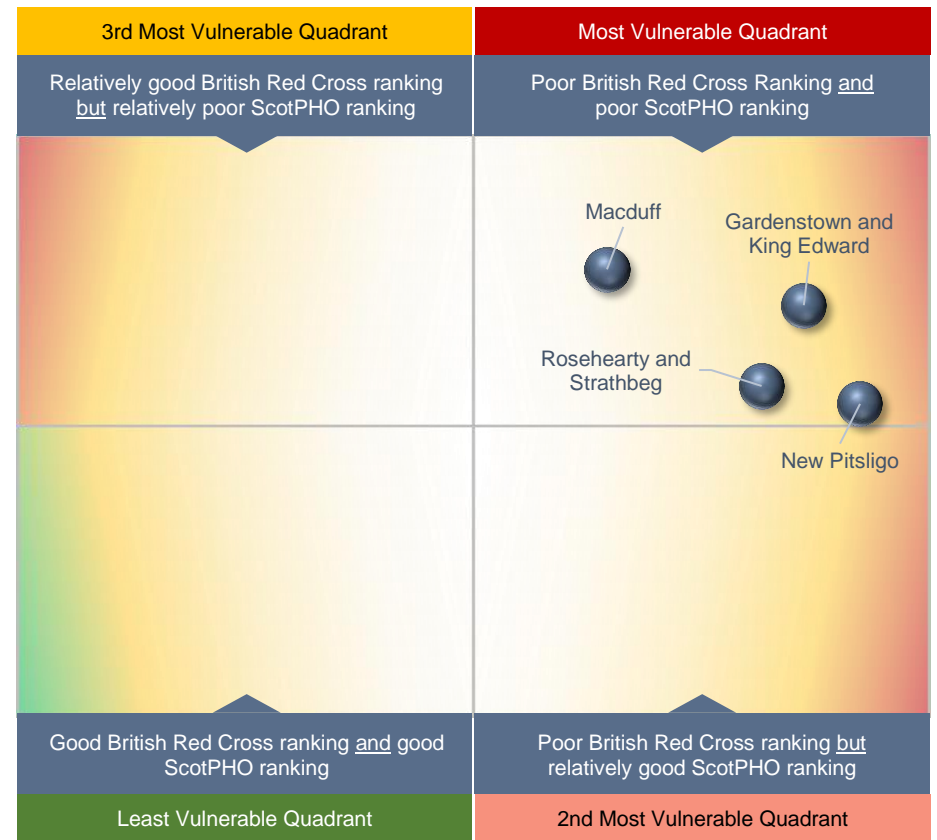 3rd Most Vulnerable Quadrant
Most Vulnerable Quadrant
Relatively good British Red Cross ranking
but relatively poor ScotPHO ranking
Poor British Red Cross Ranking and
poor ScotPHO ranking
Macduff
Gardenstown and
King Edward
Rosehearty and
Strathbeg
New Pitsligo
Good British Red Cross ranking and good
ScotPHO ranking
Poor British Red Cross ranking but
relatively good ScotPHO ranking
Least Vulnerable Quadrant
2nd Most Vulnerable Quadrant